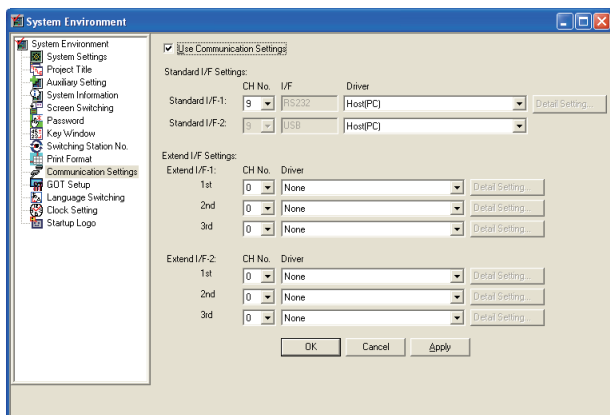 System Environment
System Environment
System Settings
Project Title
Auxiliary Setting
System Information
Screen Switching
Password
Key Window
Switching Station No.
Print Format
Communication Settings
GOT Setup
Language Switching
Clock Setting
Startup Logo
Use Communication Settings
Standard I/F Settings:
CH No. I/F Driver
Standard I/F-1: 9 RS232 Host(PC) Detail Setting...
Standard I/F-2: 9 USB Host(PC)
Extend I/F Settings:
Extend I/F-1: CH No. Driver
1st 0 None Detail Setting...
2nd 0 None Detail Setting...
3rd 0 None Detail Setting...
Extend I/F-2: CH No. Driver
1st 0 None Detail Setting...
2nd 0 None Detail Setting...
3rd 0 None Detail Setting...
OK Cancel Apply